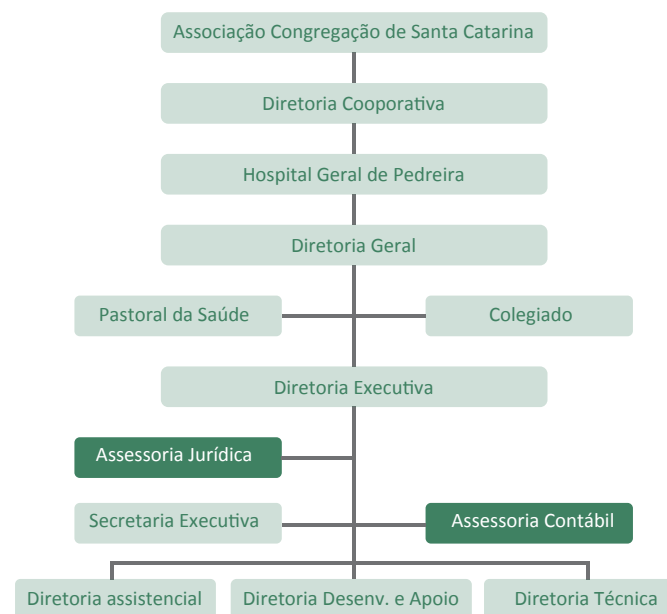 Associação Congregação de Santa Catarina
Diretoria Cooperativa
Hospital Geral de Pedreira
Diretoria Geral
Pastoral da Saúde
Colegiado
Diretoria Executiva
Assessoria Jurídica
Secretaria Executiva
Assessoria Contábil
Diretoria assistencial
Diretoria Desenv. e Apoio
Diretoria Técnica